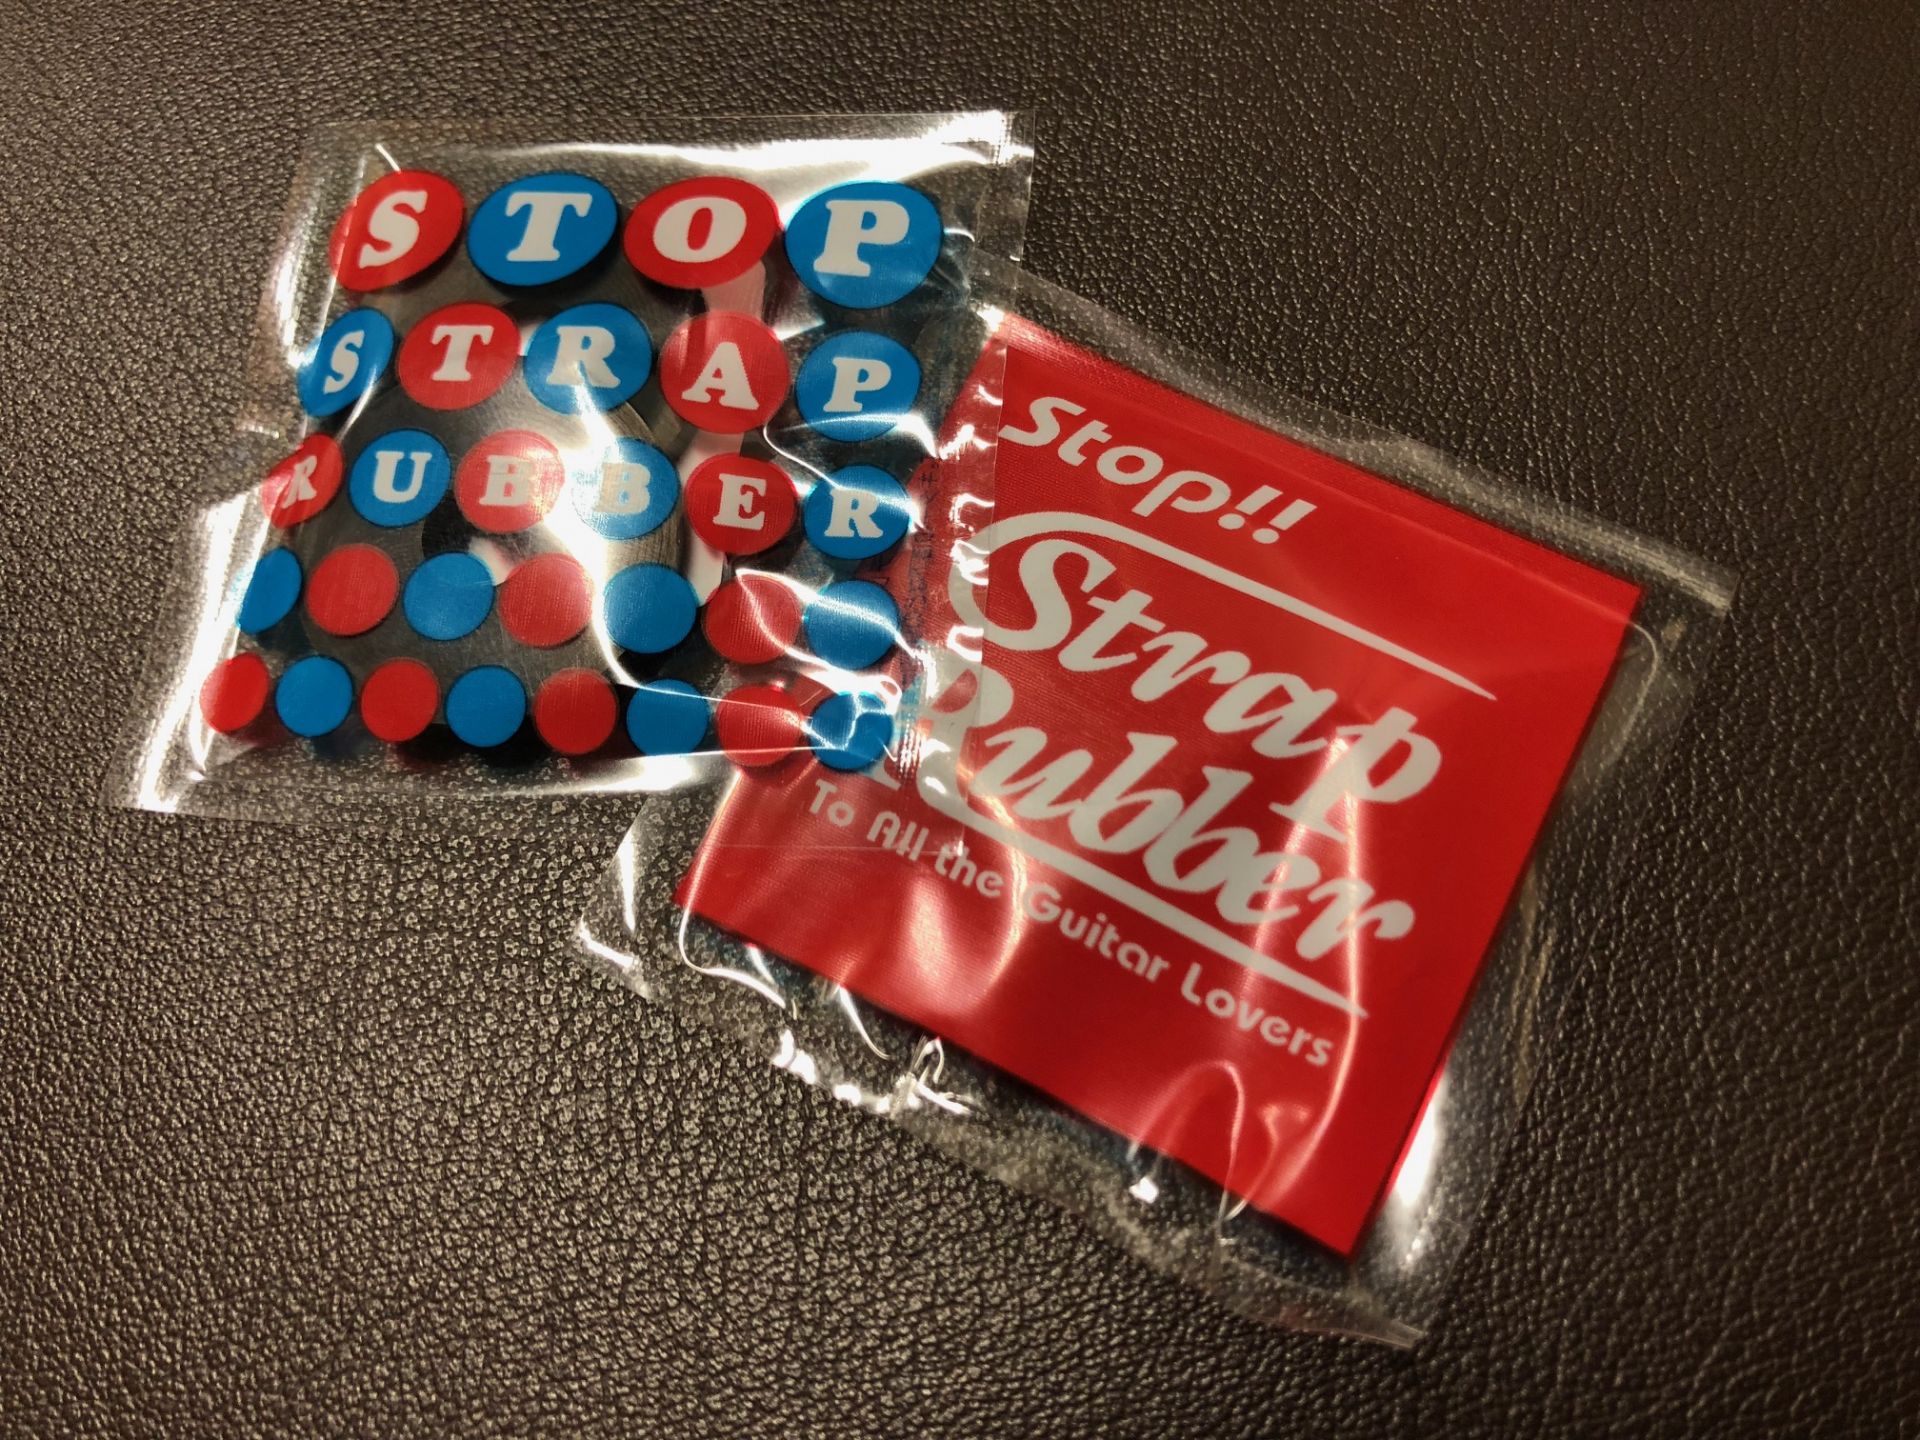 STOP
STRAP
RUBBER
Stop!!
Strap
Rubber
To All the Guitar Lovers